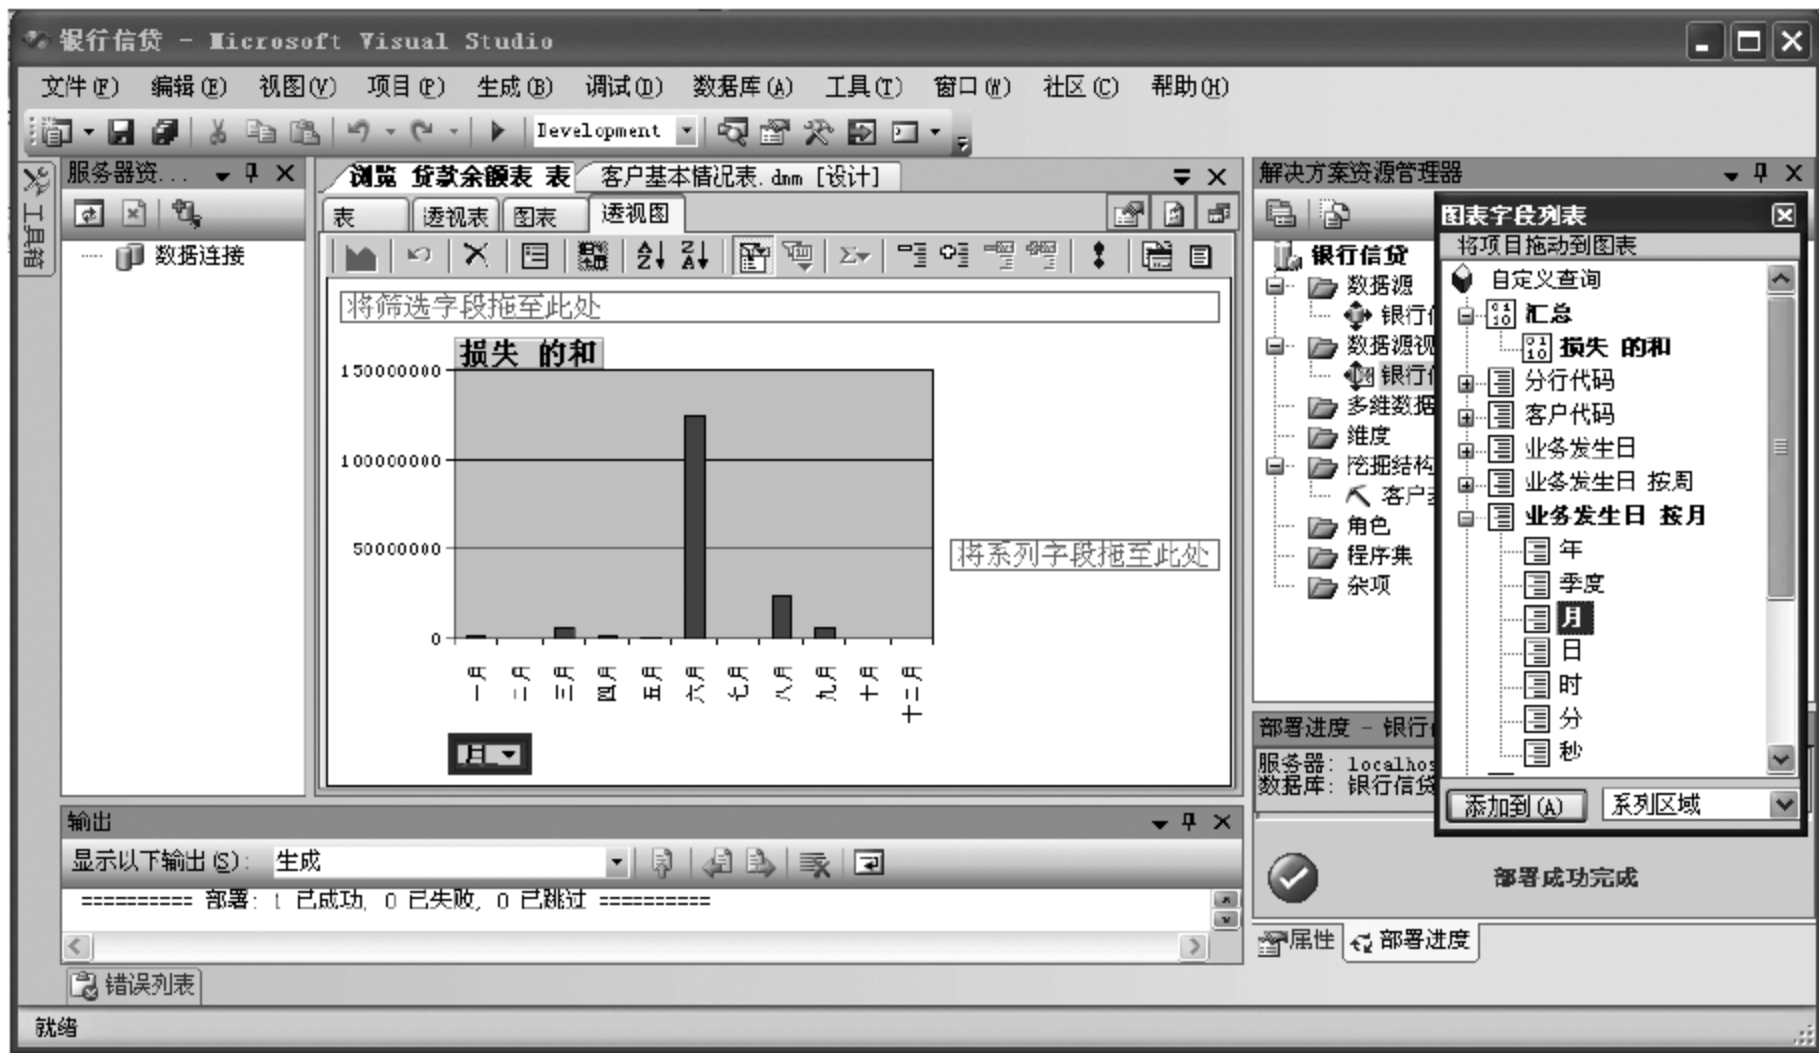 银行信贷 - Microsoft Visual Studio
文件(F) 编辑(E) 视图(V) 项目(P) 生成(B) 调试(D) 数据库(A) 工具(T) 窗口(W) 社区(C) 帮助(H)
Development
工具箱
服务器资...
数据连接
浏览 贷款余额表 表
客户基本情况表.dmm [设计]
表 透视表 图表 透视图
将筛选字段拖至此处
损失 的和
150000000
100000000
50000000
0
一月 二月 三月 四月 五月 六月 七月 八月 九月 十月 十二月
将系列字段拖至此处
月
解决方案资源管理器
银行信贷
数据源
银行
数据源视
银行
多维数据
维度
挖掘结构
客户
角色
程序集
杂项
图表字段列表
将项目拖动到图表
自定义查询
汇总
损失 的和
分行代码
客户代码
业务发生日
业务发生日 按周
业务发生日 按月
年
季度
月
日
时
分
秒
添加到(A) 系列区域
部署进度 - 银行
服务器: localhos
数据库: 银行信贷
部署成功完成
属性 部署进度
输出
显示以下输出(S): 生成
========== 部署: 1 已成功, 0 已失败, 0 已跳过 ==========
错误列表
就绪